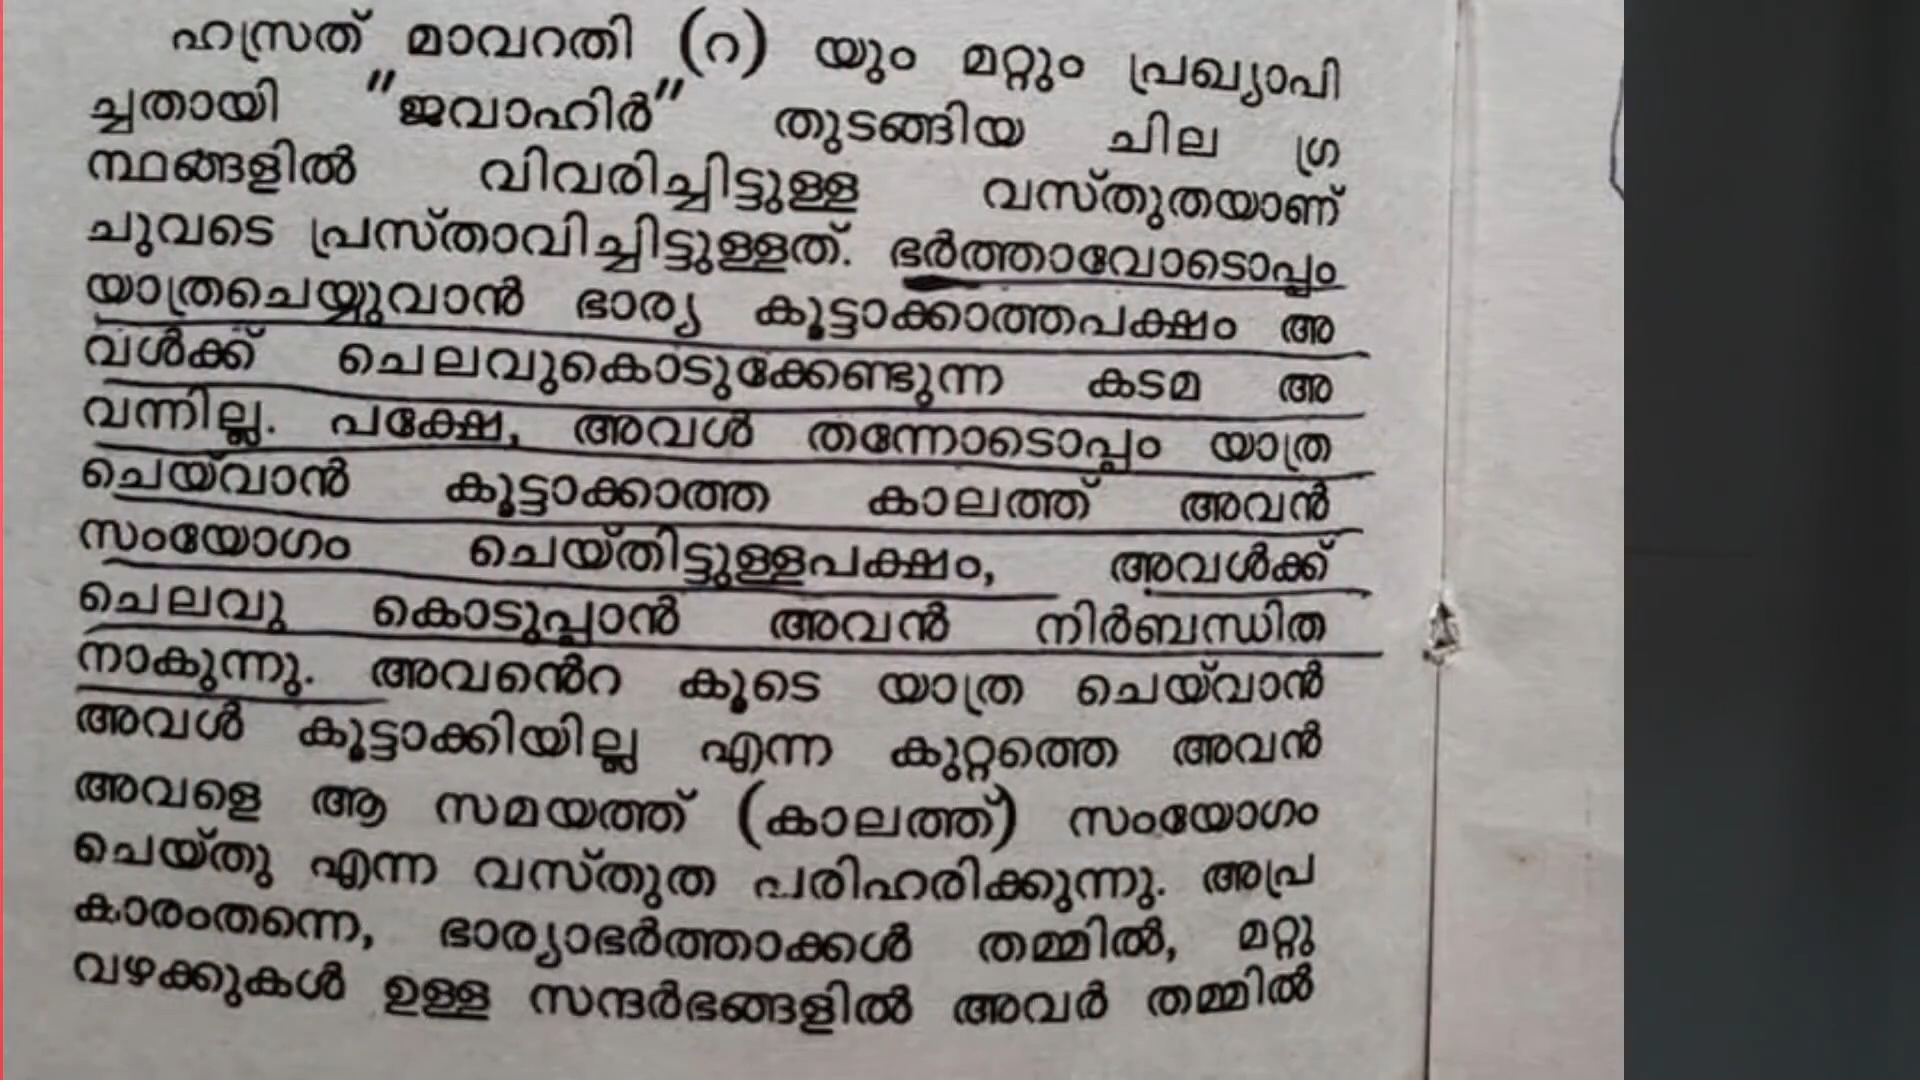 ഹസ്രത് മാവറതി (റ) യും മറ്റും പ്രഖ്യാപി
ച്ചതായി "ജവാഹിർ" തുടങ്ങിയ ചില ഗ്ര
ന്ഥങ്ങളിൽ വിവരിച്ചിട്ടുള്ള വസ്തുതയാണ്
ചുവടെ പ്രസ്താവിച്ചിട്ടുള്ളത്. ഭർത്താവോടൊപ്പം
യാത്രചെയ്യുവാൻ ഭാര്യ കൂട്ടാക്കാത്തപക്ഷം അ
വൾക്ക് ചെലവുകൊടുക്കേണ്ടുന്ന കടമ അ
വന്നില്ല. പക്ഷേ, അവൾ തന്നോടൊപ്പം യാത്ര
ചെയ്‌വാൻ കൂട്ടാക്കാത്ത കാലത്ത് അവൻ
സംയോഗം ചെയ്തിട്ടുള്ളപക്ഷം, അവൾക്ക്
ചെലവു കൊടുപ്പാൻ അവൻ നിർബന്ധിത
നാകുന്നു. അവൻെറ കൂടെ യാത്ര ചെയ്‌വാൻ
അവൾ കൂട്ടാക്കിയില്ല എന്ന കുറ്റത്തെ അവൻ
അവളെ ആ സമയത്ത് (കാലത്ത്) സംയോഗം
ചെയ്തു എന്ന വസ്തുത പരിഹരിക്കുന്നു. അപ്ര
കാരംതന്നെ, ഭാര്യാഭർത്താക്കൾ തമ്മിൽ, മറ്റു
വഴക്കുകൾ ഉള്ള സന്ദർഭങ്ങളിൽ അവർ തമ്മിൽ